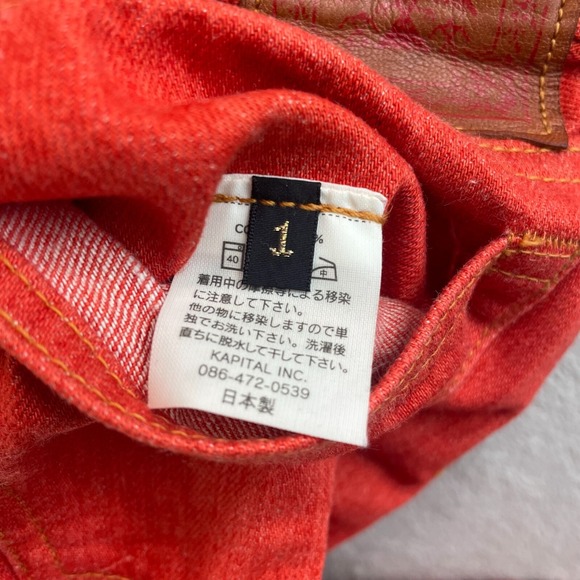 1
CO %
40 中
着用中の摩擦等による移染
に注意して下さい。
他の物に移染しますので単
独でお洗い下さい。洗濯後
直ちに脱水して干して下さい。
KAPITAL INC.
086-472-0539
日本製